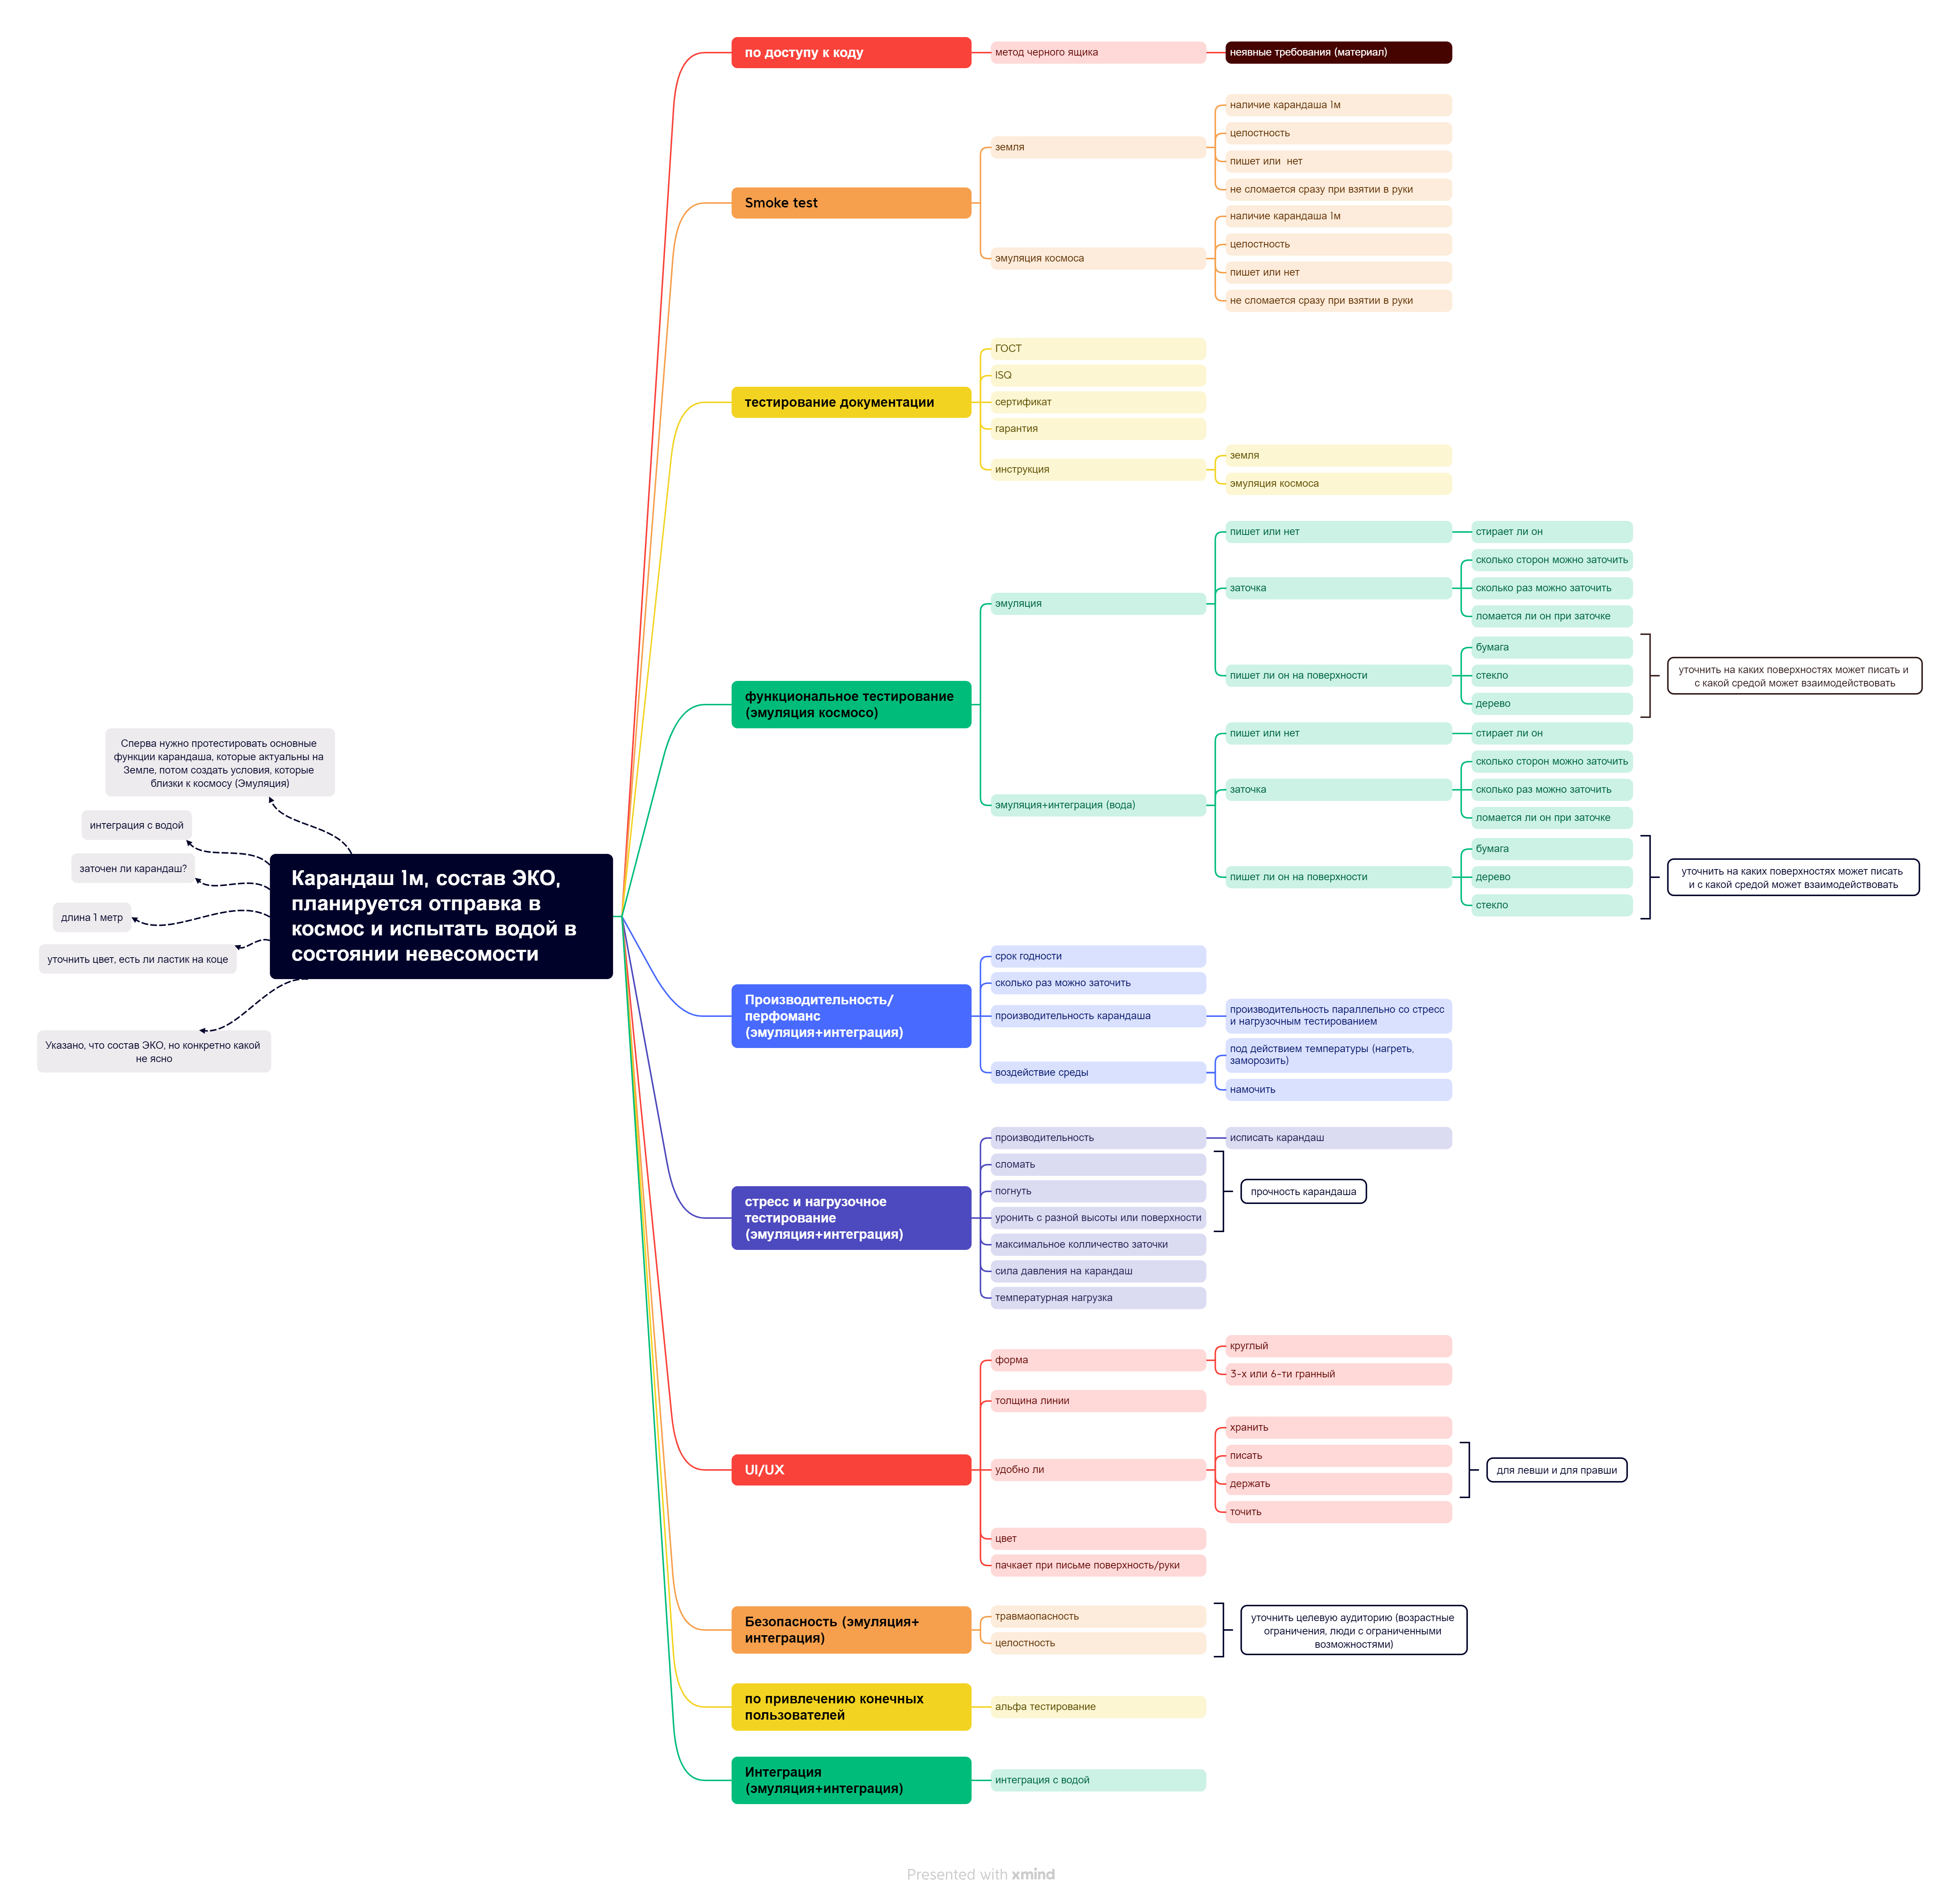 Сперва нужно протестировать основные
функции карандаша, которые актуальны на
Земле, потом создать условия, которые
близки к космосу (Эмуляция)
интеграция с водой
заточен ли карандаш?
длина 1 метр
уточнить цвет, есть ли ластик на коце
Указано, что состав ЭКО, но конкретно какой
не ясно
Карандаш 1м, состав ЭКО,
планируется отправка в
космос и испытать водой в
состоянии невесомости
по доступу к коду
метод черного ящика
неявные требования (материал)
Smoke test
земля
наличие карандаша 1м
целостность
пишет или  нет
не сломается сразу при взятии в руки
эмуляция космоса
наличие карандаша 1м
целостность
пишет или нет
не сломается сразу при взятии в руки
тестирование документации
ГОСТ
ISQ
сертификат
гарантия
инструкция
земля
эмуляция космоса
функциональное тестирование
(эмуляция космосо)
эмуляция
пишет или нет
стирает ли он
заточка
сколько сторон можно заточить
сколько раз можно заточить
ломается ли он при заточке
пишет ли он на поверхности
бумага
стекло
дерево
уточнить на каких поверхностях может писать и
с какой средой может взаимодействовать
эмуляция+интеграция (вода)
пишет или нет
стирает ли он
заточка
сколько сторон можно заточить
сколько раз можно заточить
ломается ли он при заточке
пишет ли он на поверхности
бумага
дерево
стекло
уточнить на каких поверхностях может писать
и с какой средой может взаимодействовать
Производительность/
перфоманс
(эмуляция+интеграция)
срок годности
сколько раз можно заточить
производительность карандаша
производительность параллельно со стресс
и нагрузочным тестированием
воздействие среды
под действием температуры (нагреть,
заморозить)
намочить
стресс и нагрузочное
тестирование
(эмуляция+интеграция)
производительность
исписать карандаш
сломать
погнуть
уронить с разной высоты или поверхности
прочность карандаша
максимальное колличество заточки
сила давления на карандаш
температурная нагрузка
UI/UX
форма
круглый
3-х или 6-ти гранный
толщина линии
удобно ли
хранить
писать
держать
точить
для левши и для правши
цвет
пачкает при письме поверхность/руки
Безопасность (эмуляция+
интеграция)
травмаопасность
целостность
уточнить целевую аудиторию (возрастные
ограничения, люди с ограниченными
возможностями)
по привлечению конечных
пользователей
альфа тестирование
Интеграция
(эмуляция+интеграция)
интеграция с водой
Presented with xmind